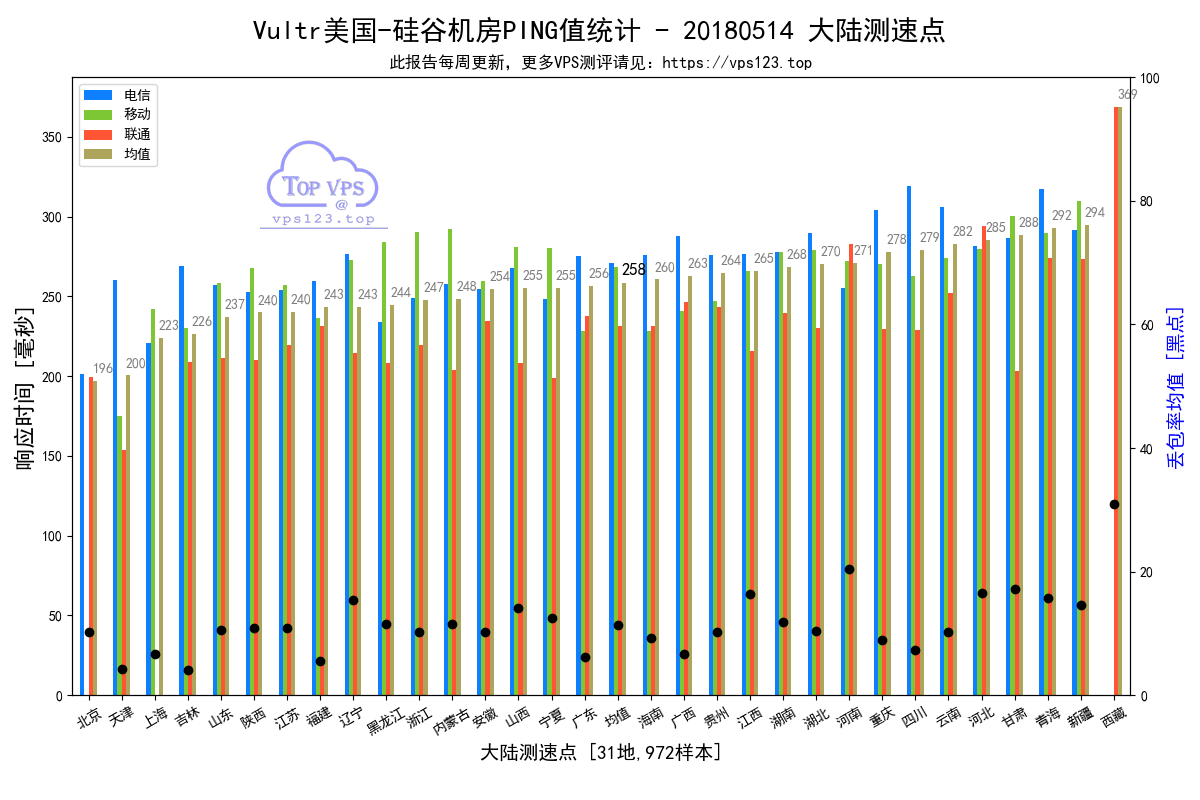 Vultr美国-硅谷机房PING值统计 - 20180514 大陆测速点
此报告每周更新，更多VPS测评请见：https://vps123.top
电信
移动
联通
均值
TOP VPS
@
vps123.top
响应时间 [毫秒]
350
300
250
200
150
100
50
0
196
200
223
226
237
240
240
243
243
244
247
248
254
255
255
256
258
260
263
264
265
268
270
271
278
279
282
285
288
292
294
369
100
80
60
40
20
0
丢包率均值 [黑点]
北京
天津
上海
吉林
山东
陕西
江苏
福建
辽宁
黑龙江
浙江
内蒙古
安徽
山西
宁夏
广东
均值
海南
广西
贵州
江西
湖南
湖北
河南
重庆
四川
云南
河北
甘肃
青海
新疆
西藏
大陆测速点 [31地,972样本]